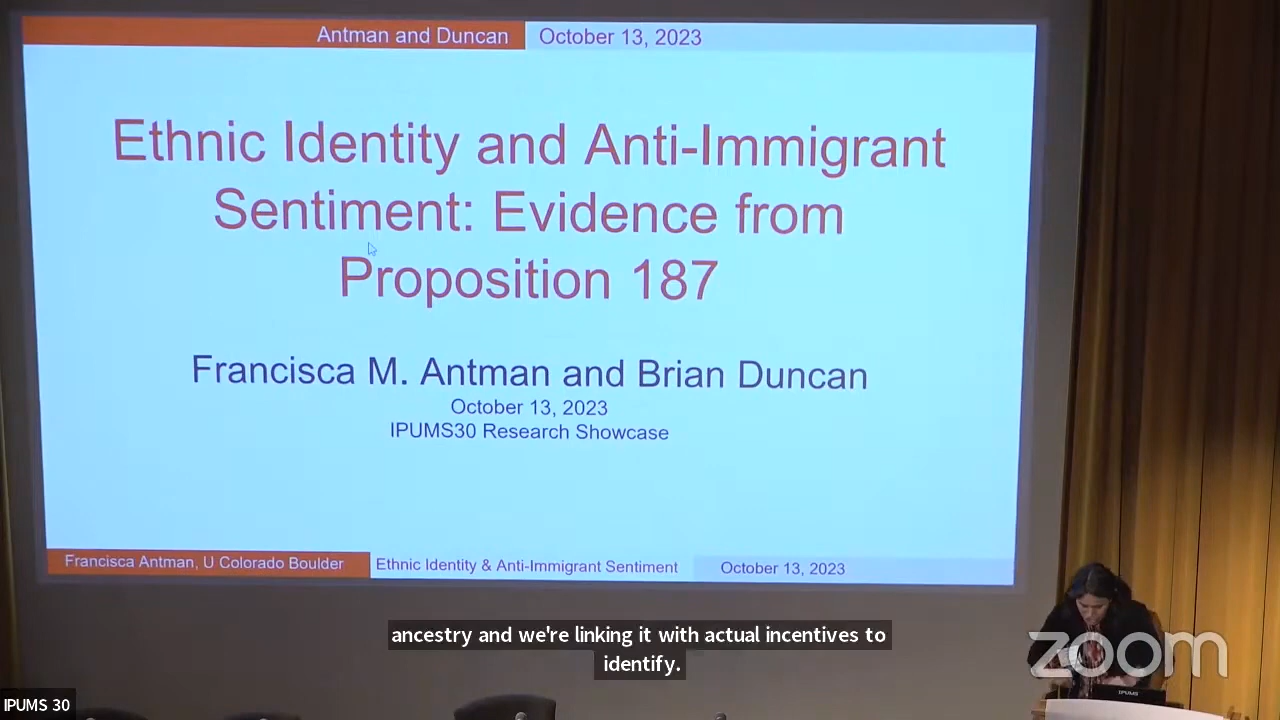 Antman and Duncan October 13, 2023
Ethnic Identity and Anti-Immigrant
Sentiment: Evidence from
Proposition 187
Francisca M. Antman and Brian Duncan
October 13, 2023
IPUMS30 Research Showcase
Francisca Antman, U Colorado Boulder Ethnic Identity & Anti-Immigrant Sentiment October 13, 2023
ancestry and we're linking it with actual incentives to
identify.
zoom
IPUMS
IPUMS 30